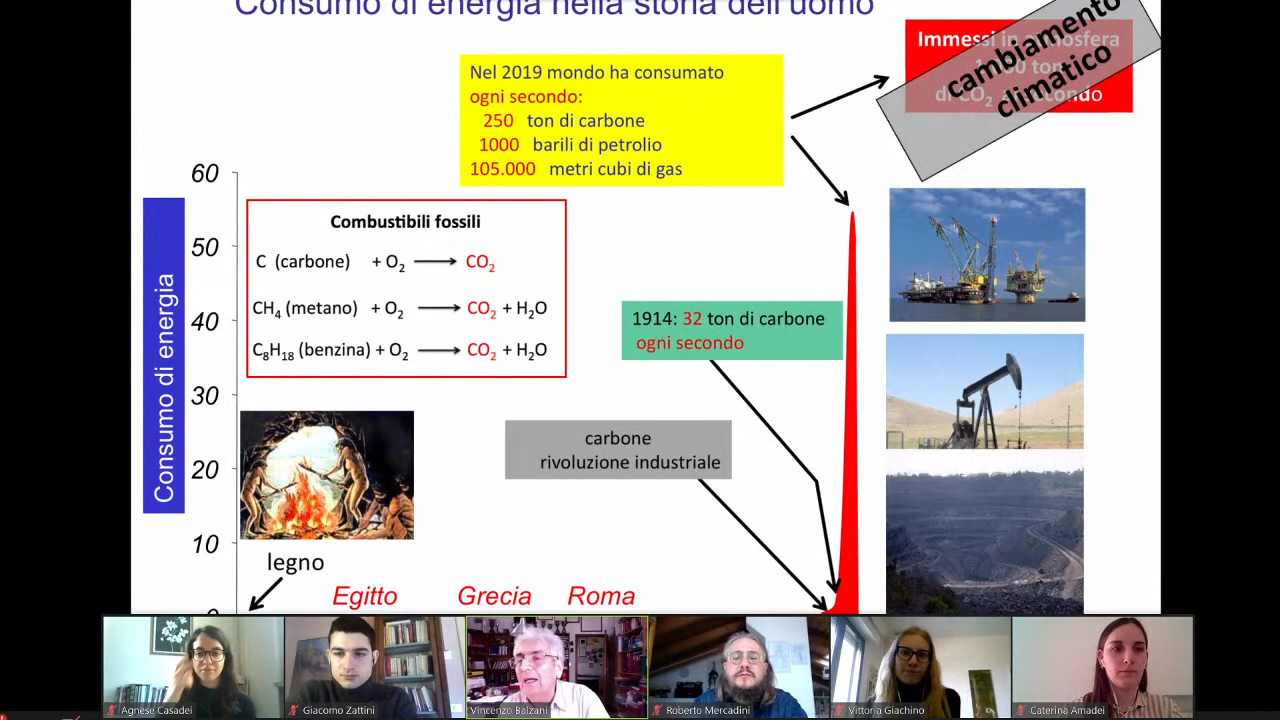 Consumo di energia nella storia dell'uomo
Immessi in atmosfera
ton
di CO2 al secondo
cambiamento
climatico
Nel 2019 mondo ha consumato
ogni secondo:
250 ton di carbone
1000 barili di petrolio
105.000 metri cubi di gas
60
50
40
30
20
10
0
Consumo di energia
Combustibili fossili
C (carbone) + O2 ⟶ CO2
CH4 (metano) + O2 ⟶ CO2 + H2O
C8H18 (benzina) + O2 ⟶ CO2 + H2O
1914: 32 ton di carbone
ogni secondo
carbone
rivoluzione industriale
legno
Egitto Grecia Roma
Agnese Casadei
Giacomo Zattini
Vincenzo Balzani
Roberto Mercadini
Vittoria Giachino
Caterina Amadei